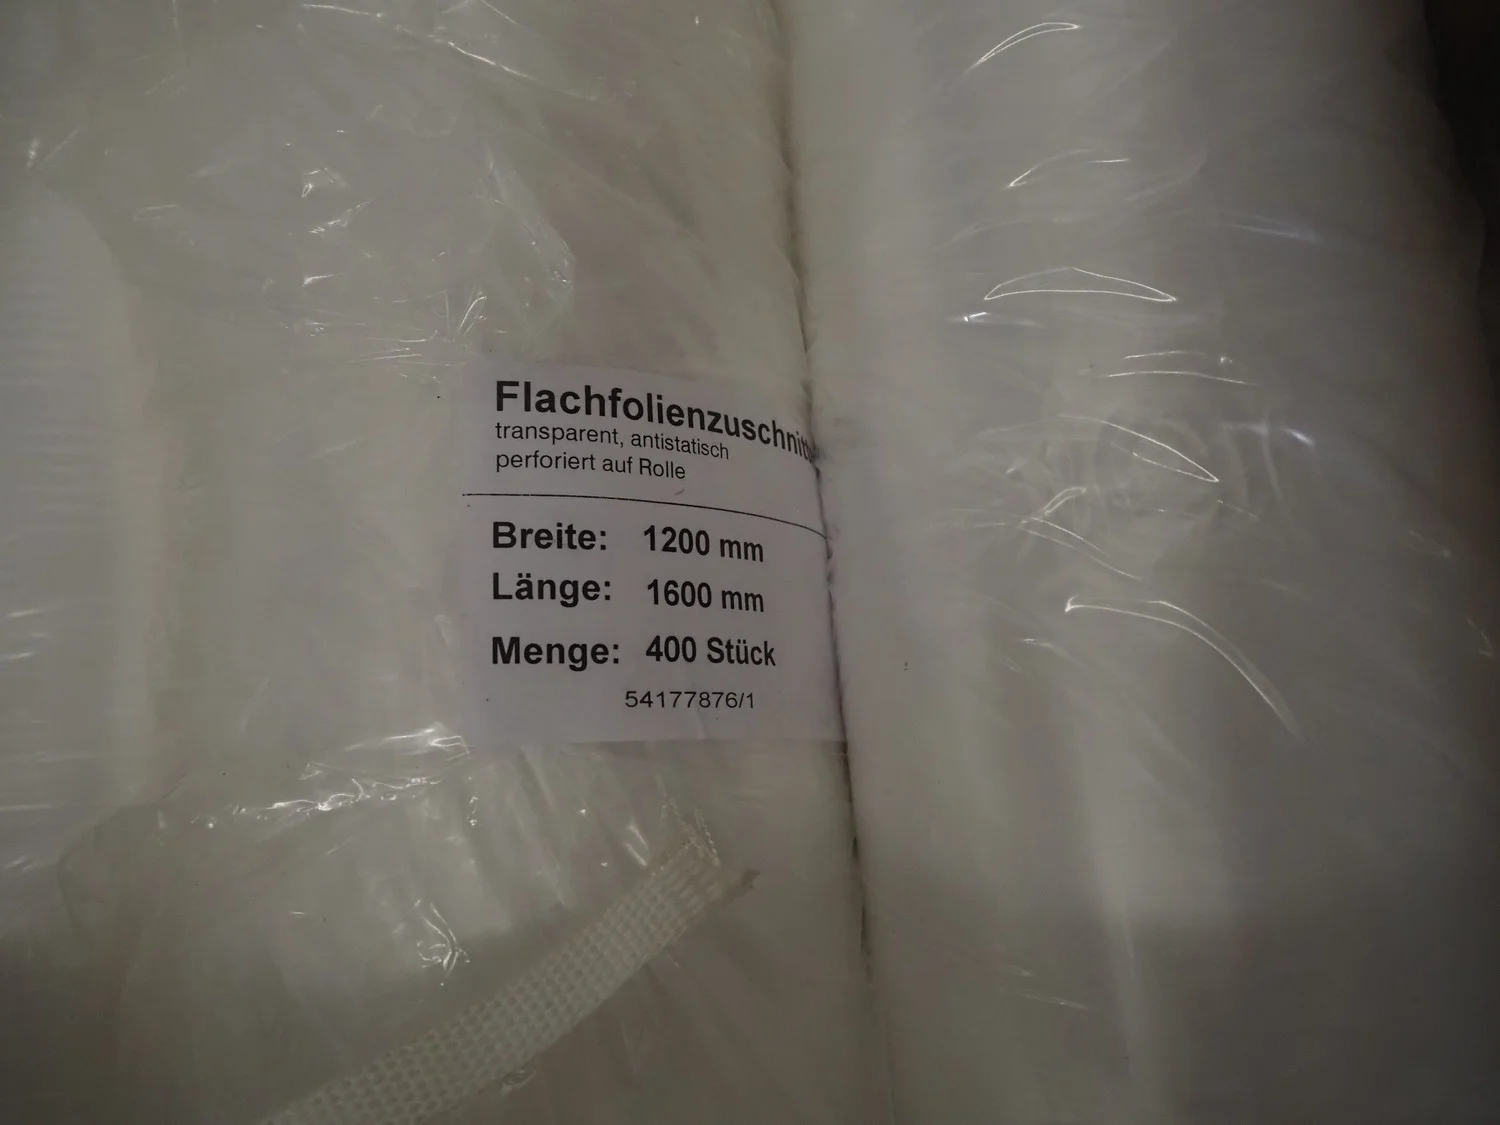 Flachfolienzuschnitt
transparent, antistatisch
perforiert auf Rolle
Breite: 1200 mm
Länge: 1600 mm
Menge: 400 Stück
54177876/1